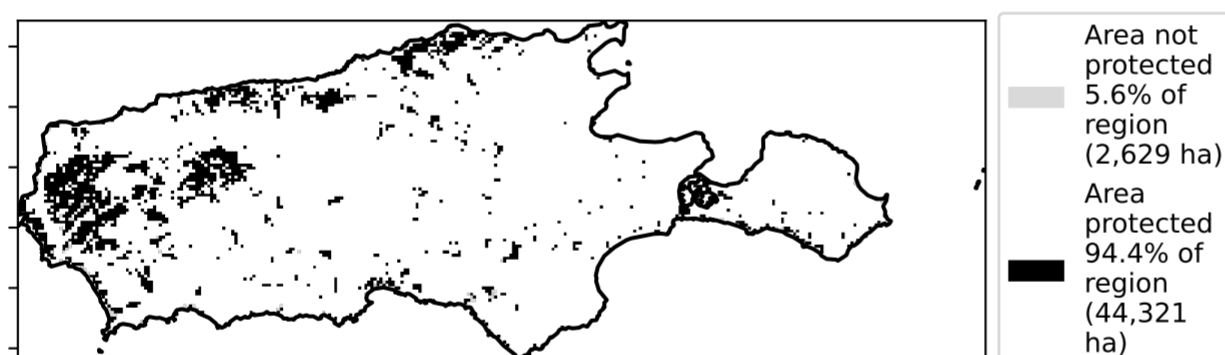 Area not
protected
5.6% of
region
(2,629 ha)
Area
protected
94.4% of
region
(44,321
ha)